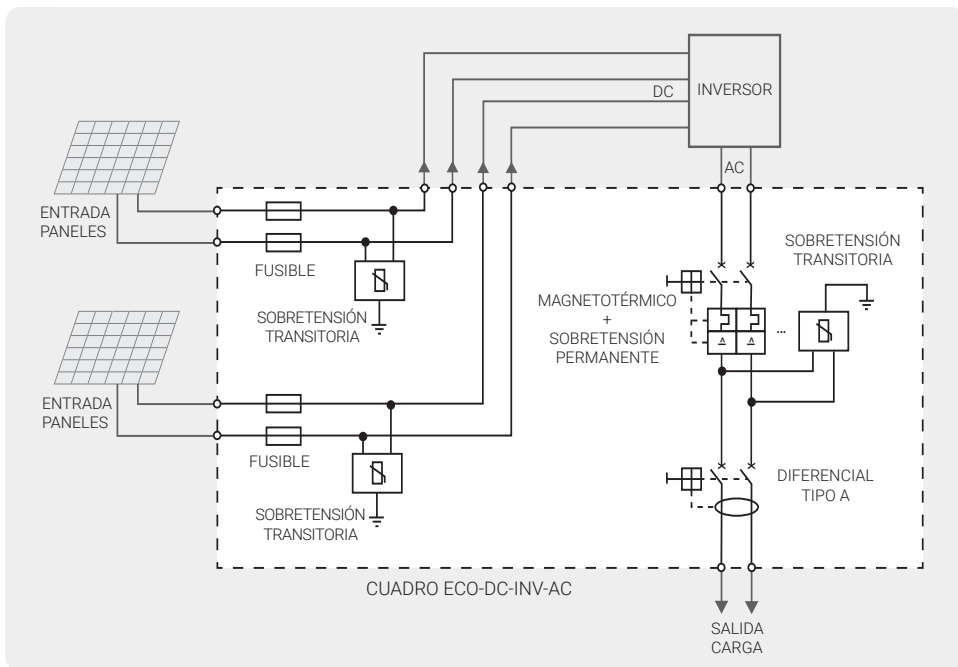 INVERSOR
DC
AC
ENTRADA
PANELES
FUSIBLE
SOBRETENSIÓN
TRANSITORIA
SOBRETENSIÓN
TRANSITORIA
MAGNETOTÉRMICO
+
SOBRETENSIÓN
PERMANENTE
...
ENTRADA
PANELES
FUSIBLE
SOBRETENSIÓN
TRANSITORIA
DIFERENCIAL
TIPO A
CUADRO ECO-DC-INV-AC
SALIDA
CARGA